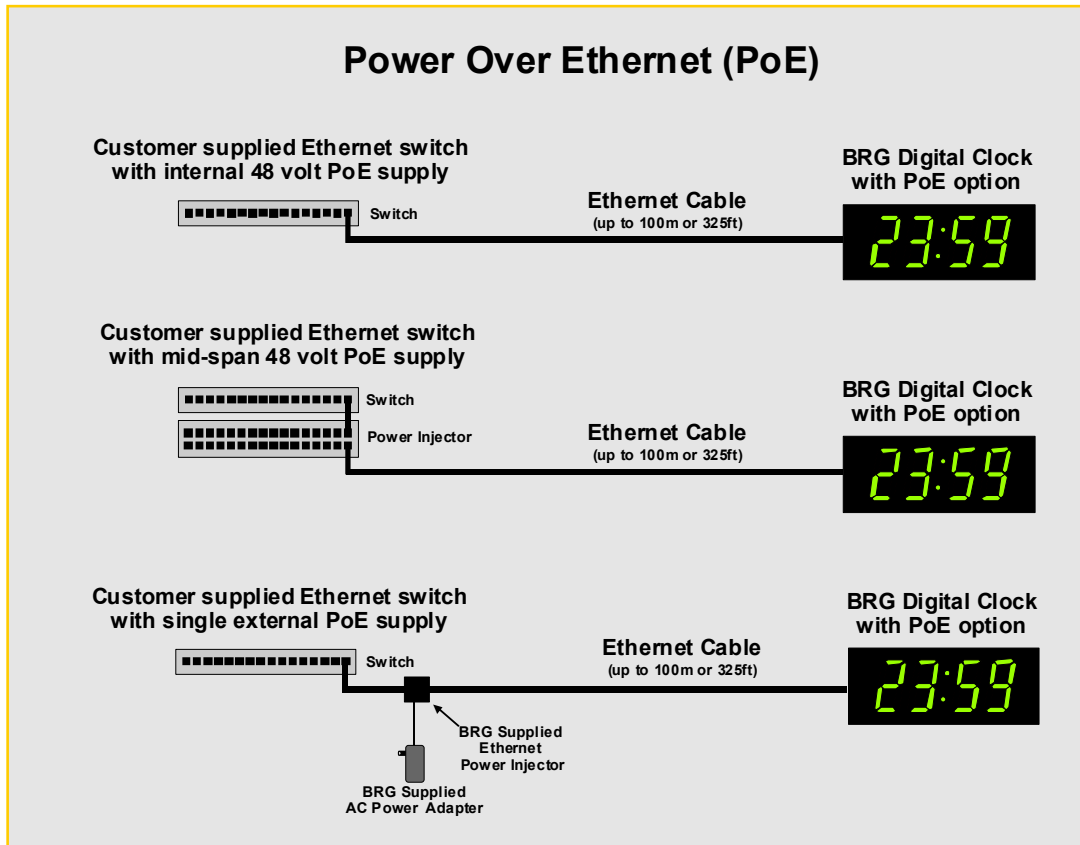 Power Over Ethernet (PoE)
Customer supplied Ethernet switch
with internal 48 volt PoE supply
Switch
Ethernet Cable
(up to 100m or 325ft)
BRG Digital Clock
with PoE option
23:59
Customer supplied Ethernet switch
with mid-span 48 volt PoE supply
Switch
Power Injector
Ethernet Cable
(up to 100m or 325ft)
BRG Digital Clock
with PoE option
23:59
Customer supplied Ethernet switch
with single external PoE supply
Switch
Ethernet Cable
(up to 100m or 325ft)
BRG Digital Clock
with PoE option
23:59
BRG Supplied
Ethernet
Power Injector
BRG Supplied
AC Power Adapter